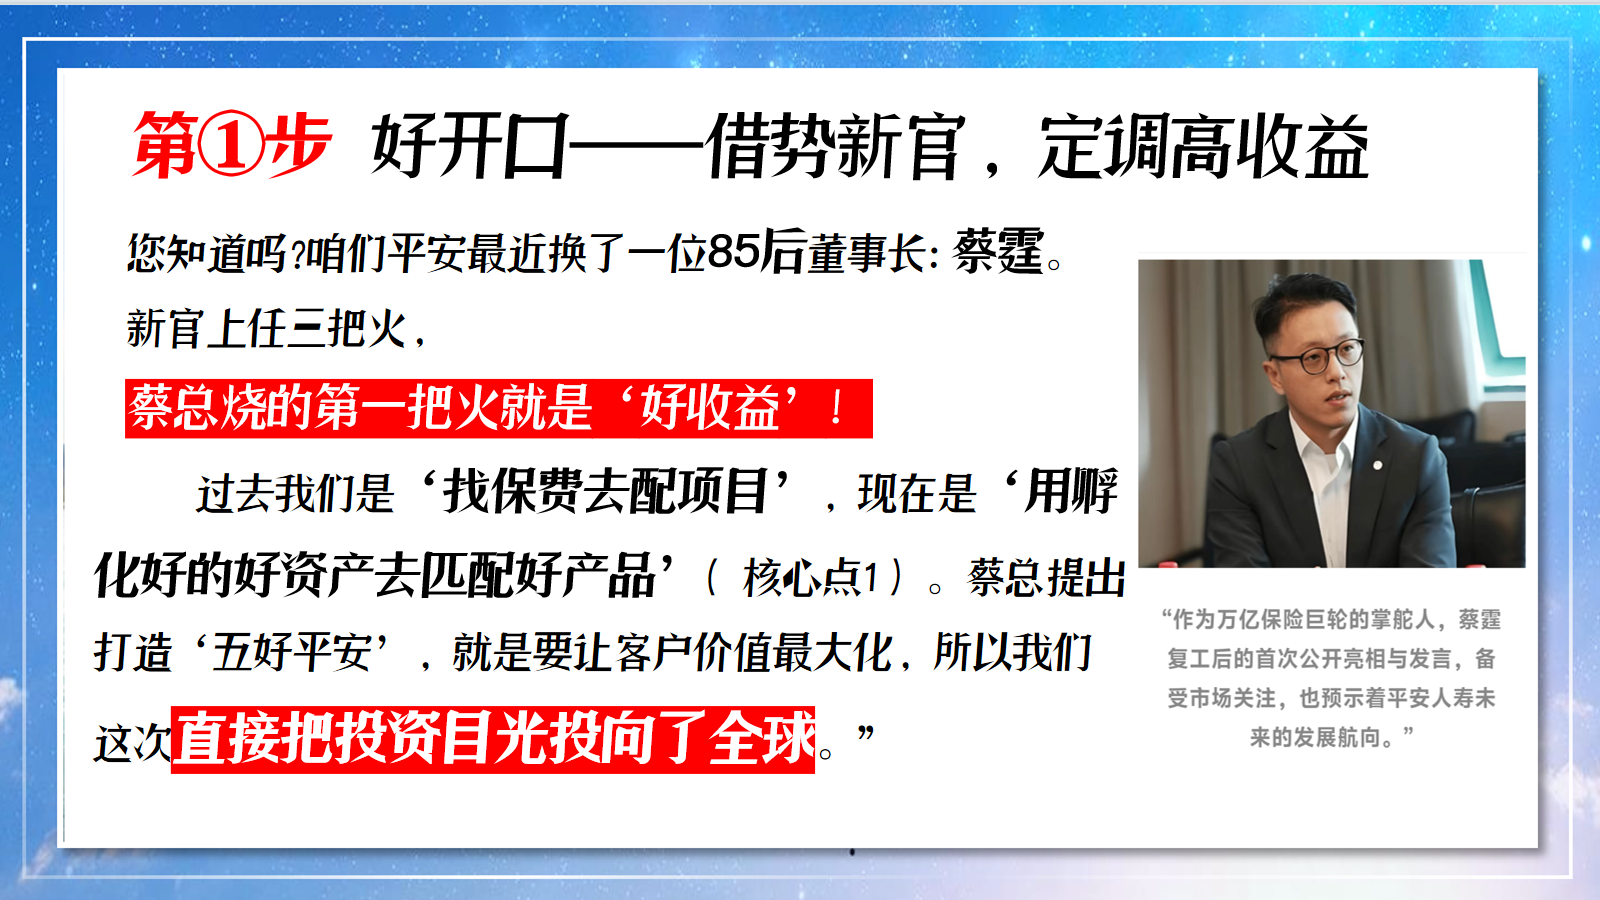 第①步 好开口——借势新官，定调高收益
您知道吗?咱们平安最近换了一位85后董事长：蔡霆。
新官上任三把火，
蔡总烧的第一把火就是‘好收益’！
过去我们是‘找保费去配项目’，现在是‘用孵
化好的好资产去匹配好产品’（核心点1）。蔡总提出
打造‘五好平安’，就是要让客户价值最大化，所以我们
这次直接把投资目光投向了全球。”
“作为万亿保险巨轮的掌舵人，蔡霆
复工后的首次公开亮相与发言，备
受市场关注，也预示着平安人寿未
来的发展航向。”